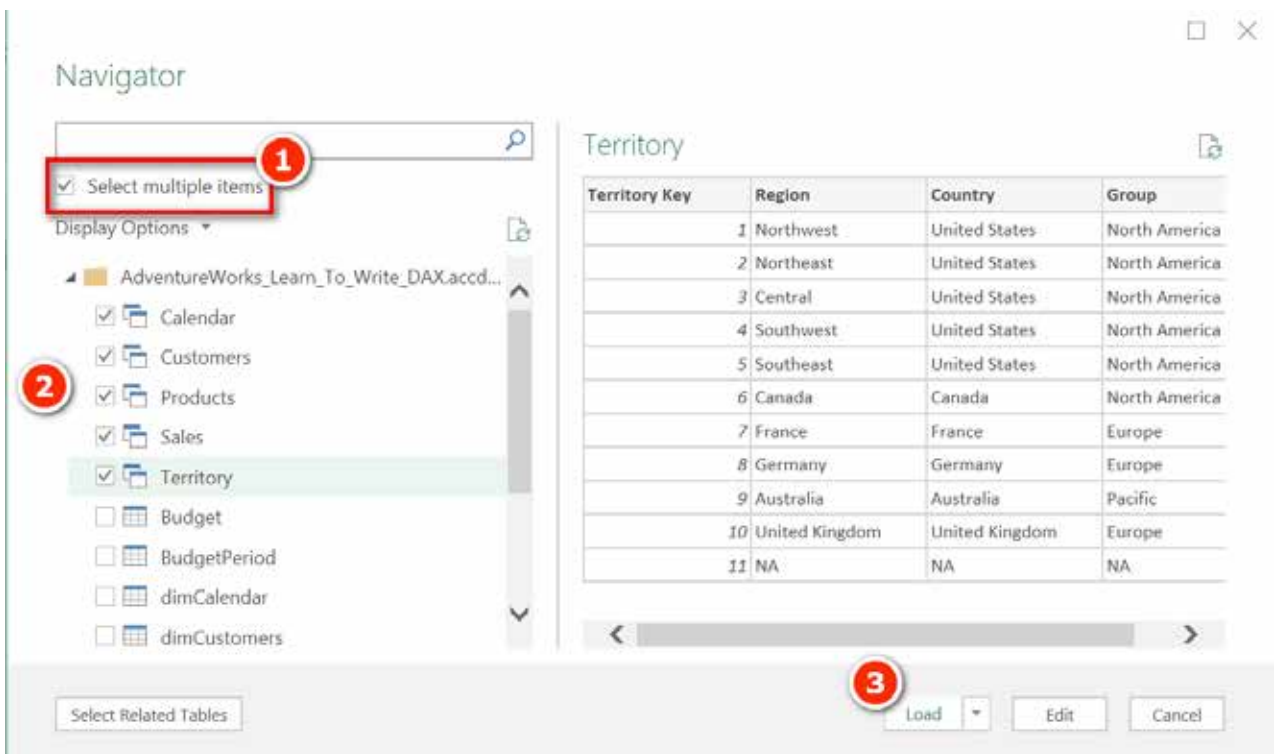 Navigator
1
Select multiple items
Display Options
AdventureWorks_Learn_To_Write_DAX.accd...
2
Calendar
Customers
Products
Sales
Territory
Budget
BudgetPeriod
dimCalendar
dimCustomers
Territory
Territory Key Region Country Group
1 Northwest United States North America
2 Northeast United States North America
3 Central United States North America
4 Southwest United States North America
5 Southeast United States North America
6 Canada Canada North America
7 France France Europe
8 Germany Germany Europe
9 Australia Australia Pacific
10 United Kingdom United Kingdom Europe
11 NA NA NA
3
Select Related Tables Load Edit Cancel